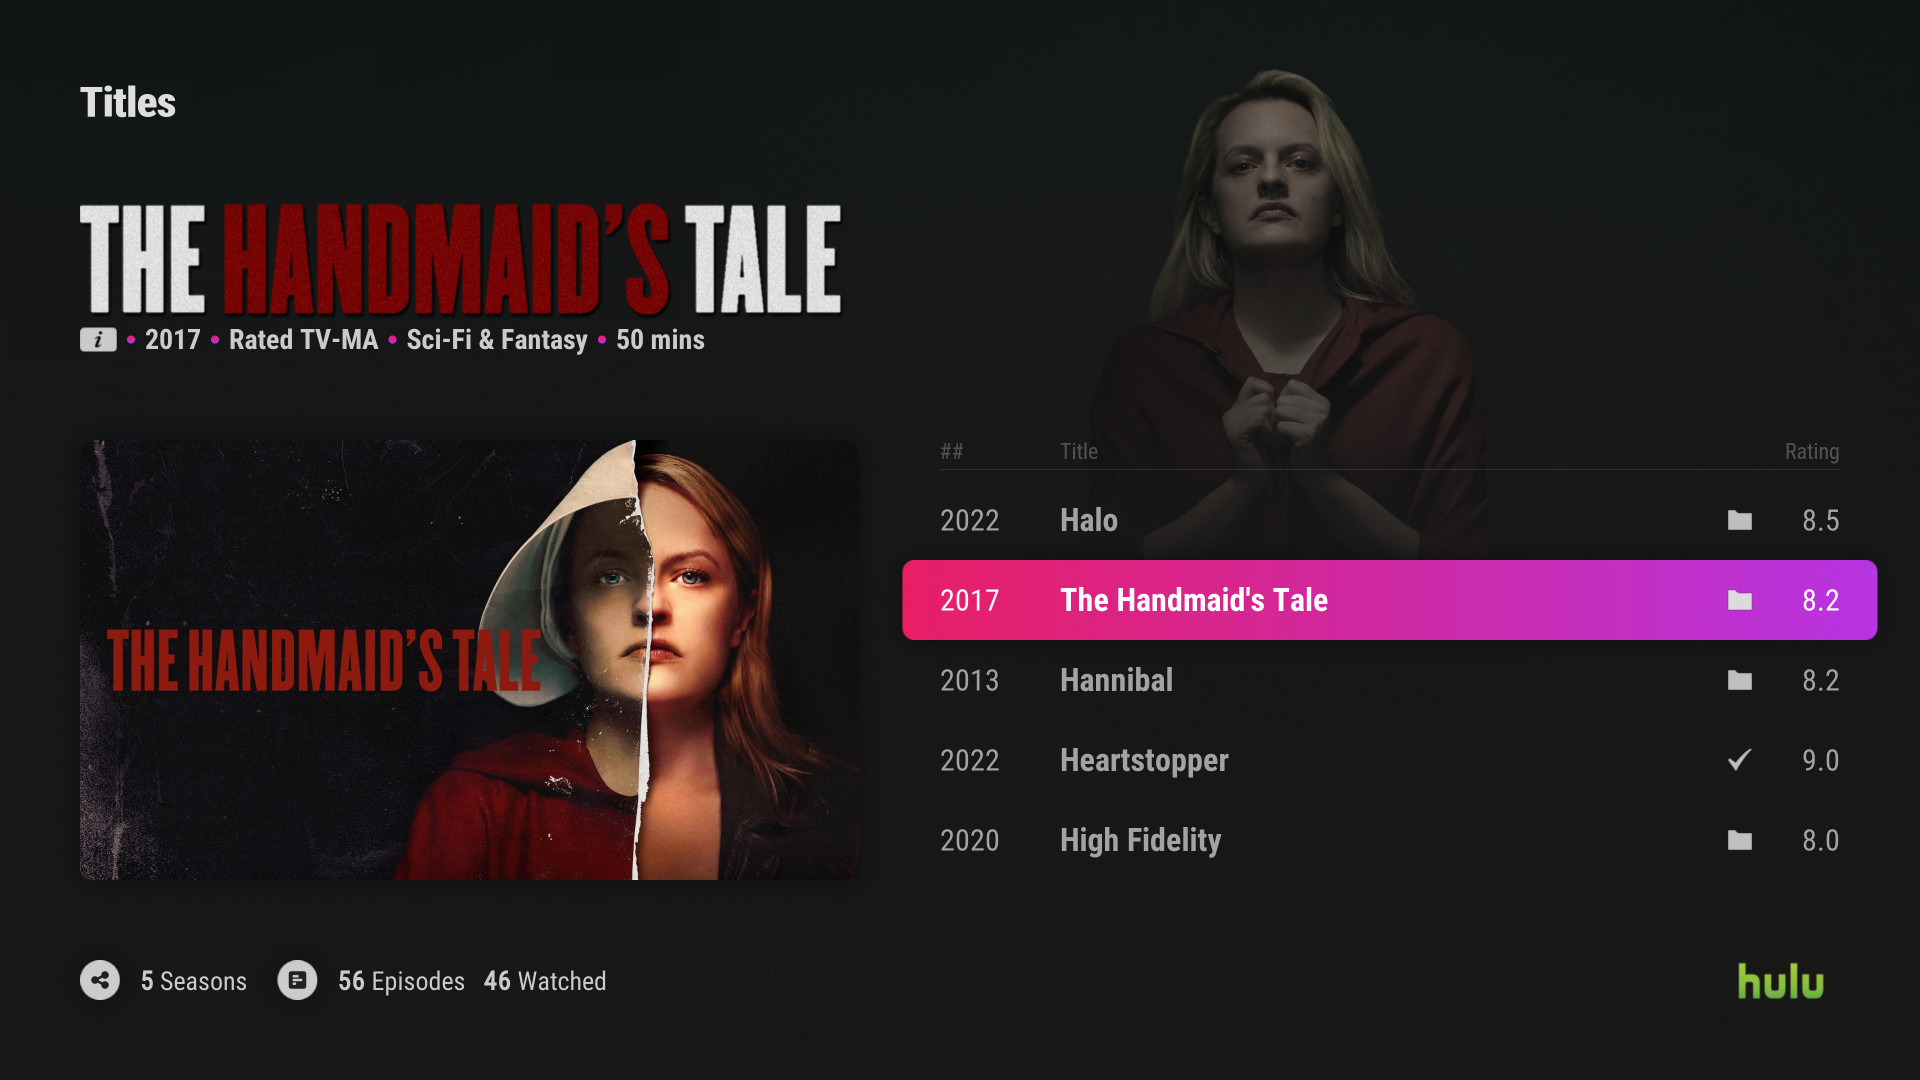 Titles
THE HANDMAID'S TALE
i • 2017 • Rated TV-MA • Sci-Fi & Fantasy • 50 mins
THE HANDMAID'S TALE
## Title Rating
2022 Halo 8.5
2017 The Handmaid's Tale 8.2
2013 Hannibal 8.2
2022 Heartstopper 9.0
2020 High Fidelity 8.0
5 Seasons 56 Episodes 46 Watched
hulu